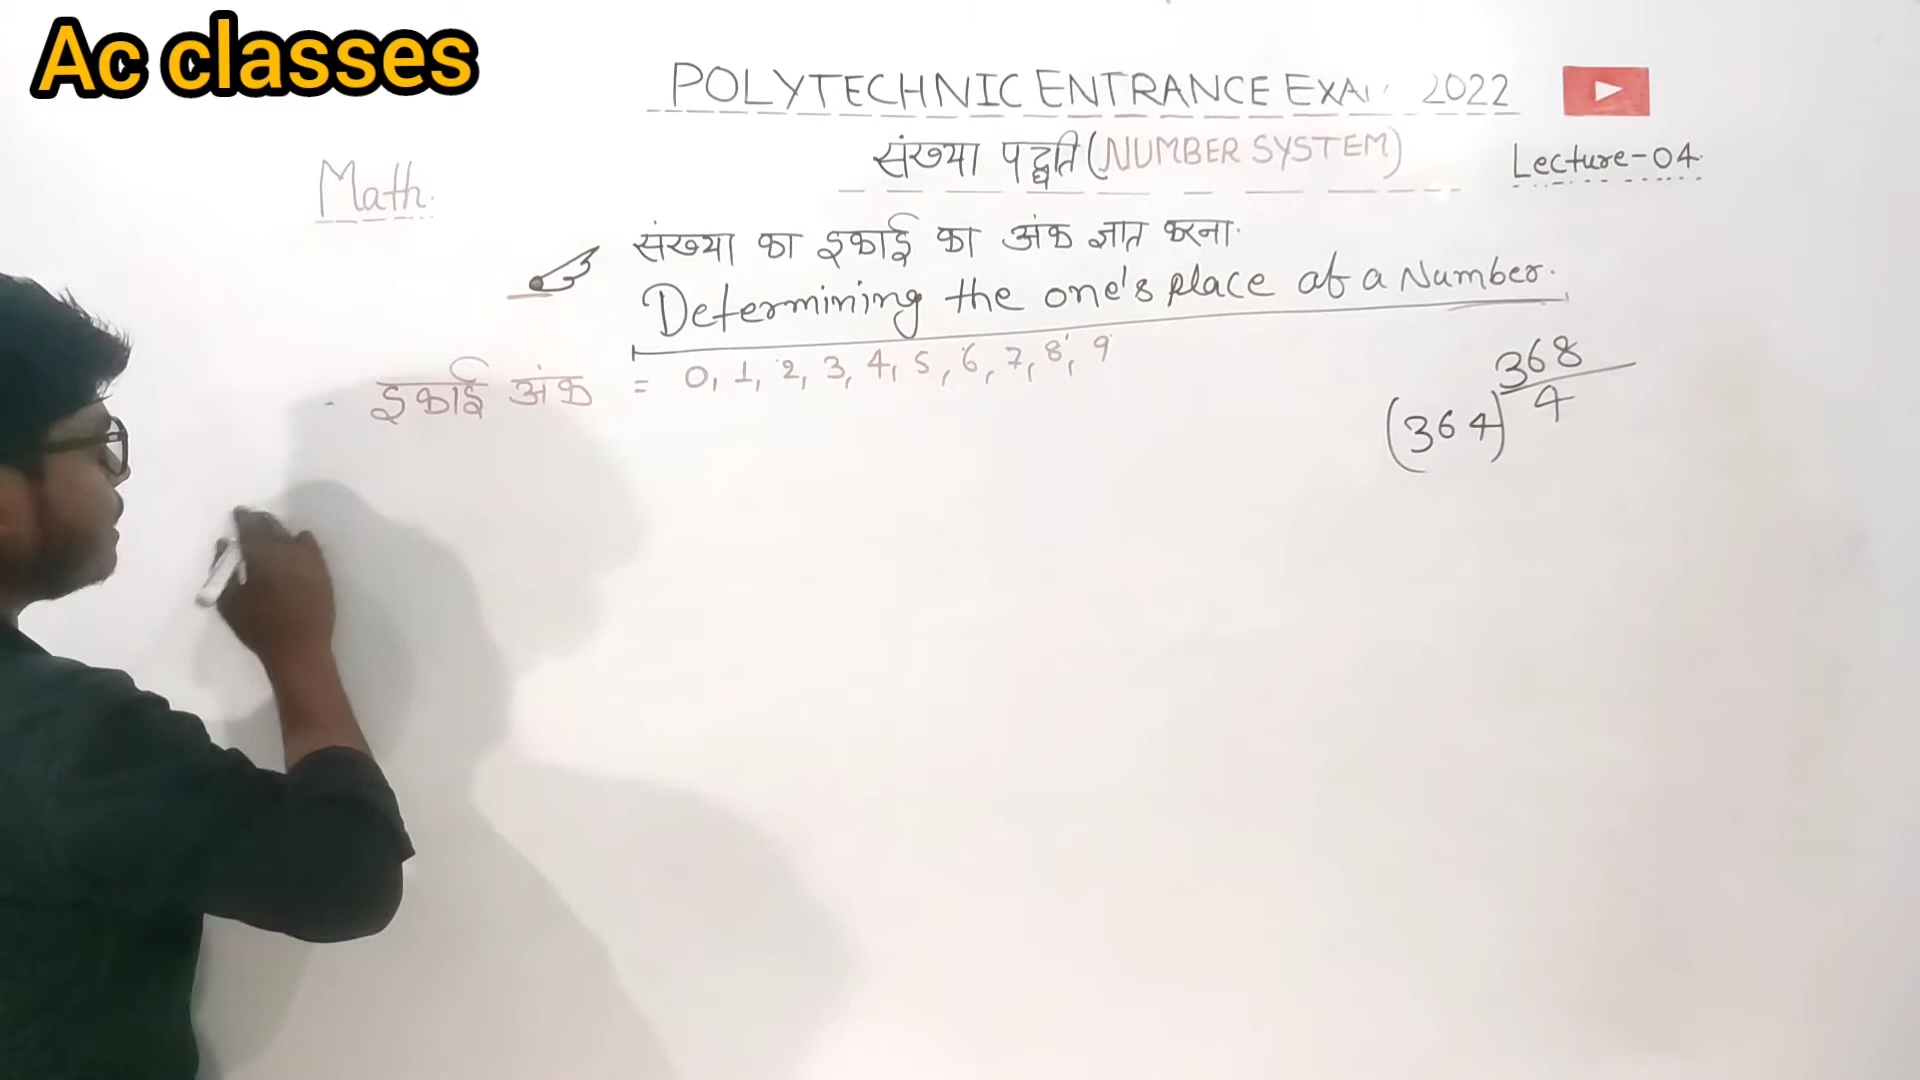 Ac classes
POLYTECHNIC ENTRANCE EXA 2022
संख्या पद्धति (NUMBER SYSTEM)
Lecture-04.
Math.
संख्या का इकाई का अंक ज्ञात करना.
Determining the one's place of a Number.
इकाई अंक = 0, 1, 2, 3, 4, 5, 6, 7, 8, 9
368
(364) 4